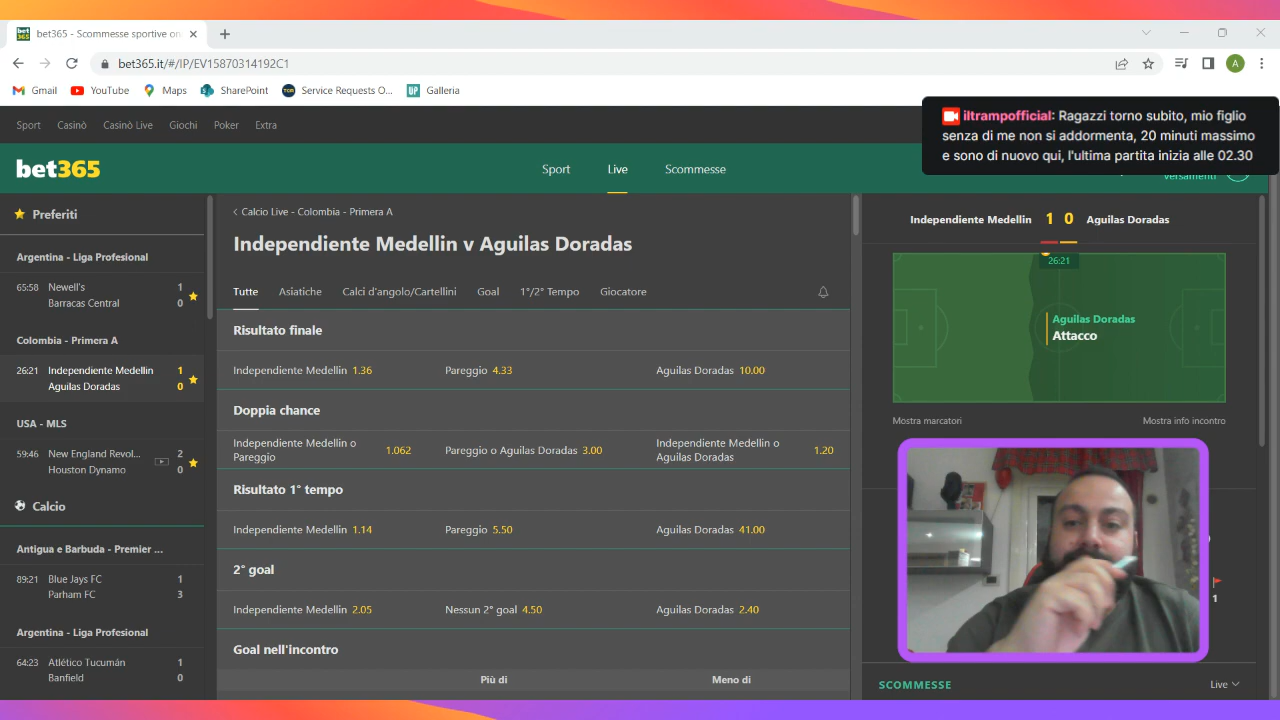 bet365 - Scommesse sportive on
bet365.it/#/IP/EV15870314192C1
A
Gmail
YouTube
Maps
SharePoint
Service Requests O...
Galleria
iltrampofficial: Ragazzi torno subito, mio figlio
senza di me non si addormenta, 20 minuti massimo
e sono di nuovo qui, l'ultima partita inizia alle 02.30
Sport
Casinò
Casinò Live
Giochi
Poker
Extra
bet365
Sport
Live
Scommesse
Versamenti
Preferiti
Argentina - Liga Profesional
65:58 Newell's 1
Barracas Central 0
Colombia - Primera A
26:21 Independiente Medellin 1
Aguilas Doradas 0
USA - MLS
59:46 New England Revol... 2
Houston Dynamo 0
Calcio
Antigua e Barbuda - Premier ...
89:21 Blue Jays FC 1
Parham FC 3
Argentina - Liga Profesional
64:23 Atlético Tucumán 1
Banfield 0
Calcio Live - Colombia - Primera A
Independiente Medellin v Aguilas Doradas
Tutte
Asiatiche
Calci d'angolo/Cartellini
Goal
1°/2° Tempo
Giocatore
Risultato finale
Independiente Medellin 1.36
Pareggio 4.33
Aguilas Doradas 10.00
Doppia chance
Independiente Medellin o
Pareggio
1.062
Pareggio o Aguilas Doradas 3.00
Independiente Medellin o
Aguilas Doradas
1.20
Risultato 1° tempo
Independiente Medellin 1.14
Pareggio 5.50
Aguilas Doradas 41.00
2° goal
Independiente Medellin 2.05
Nessun 2° goal 4.50
Aguilas Doradas 2.40
Goal nell'incontro
Più di
Meno di
Independiente Medellin 1 0 Aguilas Doradas
26:21
Aguilas Doradas
Attacco
Mostra marcatori
Mostra info incontro
1
SCOMMESSE
Live